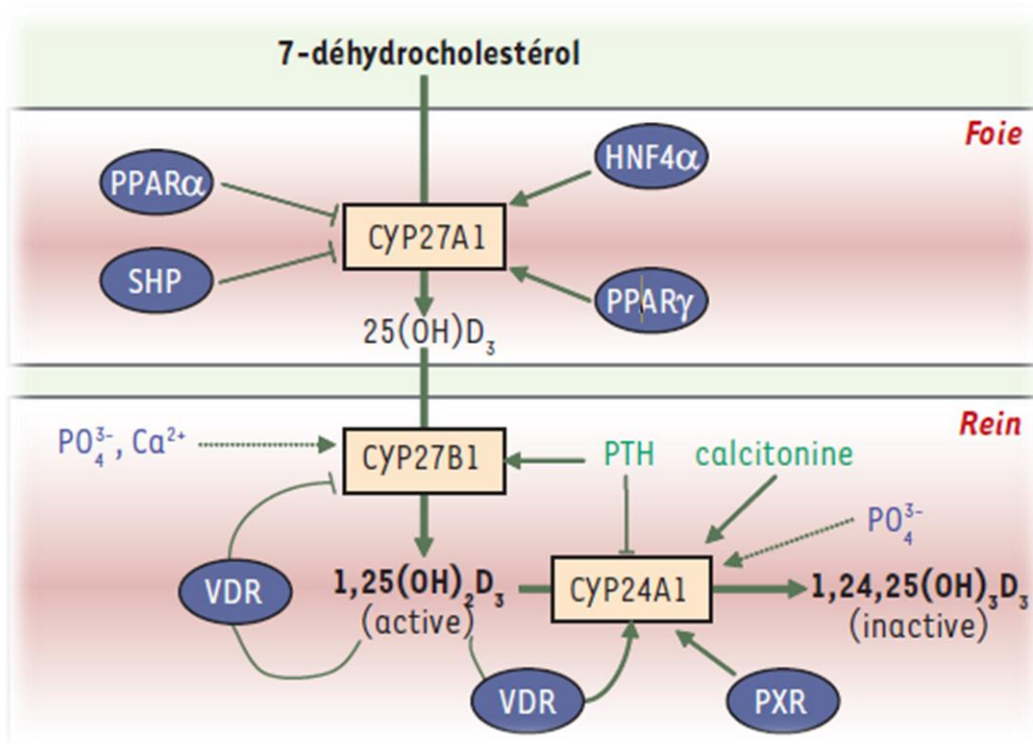 7-déhydrocholestérol
Foie
PPARα
HNF4α
CYP27A1
SHP
PPARγ
25(OH)D₃
Rein
PO₄³⁻, Ca²⁺
CYP27B1
PTH
calcitonine
PO₄³⁻
VDR
1,25(OH)₂D₃
(active)
CYP24A1
1,24,25(OH)₃D₃
(inactive)
VDR
PXR